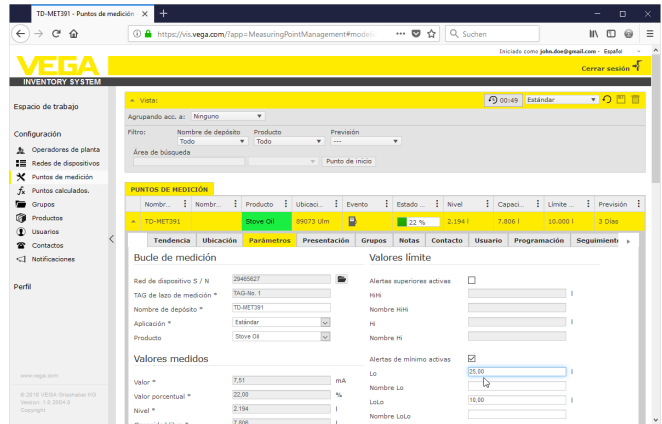 TD-MET391 - Puntos de medición
https://via.vega.com/?app=MeasuringPointManagement#model
Suchen
Iniciado como john.doe@gmail.com - Español
Cerrar sesión
VEGA
INVENTORY SYSTEM
Espacio de trabajo
Configuración
Operadores de planta
Redes de dispositivos
Puntos de medición
Puntos calculados.
Grupos
Productos
Usuarios
Contactos
Notificaciones
Perfil
www.vega.com
© 2018 VEGA Grieshaber KG
Copyright
Vista:
00:49
Estándar
Agrupando acc. a: Ninguno
Filtro: Nombre de depósito Producto Previsión
Todo Todo ---
Área de búsqueda
Punto de inicio
PUNTOS DE MEDICIÓN
Nombr... Nombr... Producto Ubicaci... Evento Estado ... Nivel Capaci... Límite ... Previsión
TD-MET391 Stove Oil 89073 Ulm 22 % 2.194 l 7.806 l 10.000 l 3 Días
Tendencia Ubicación Parámetros Presentación Grupos Notas Contacto Usuario Programación Seguimiento
Bucle de medición
Red de dispositivo S / N 29465827
TAG de lazo de medición * TAG-No. 1
Nombre de depósito * TD-MET391
Aplicación * Estándar
Producto Stove Oil
Valores medidos
Valor * 7,51 mA
Valor porcentual * 22,00 %
Nivel * 2.194 l
7.806 l
Valores límite
Alertas superiores activas
HiHi l
Nombre HiHi
Hi l
Nombre Hi
Alertas de mínimo activas
Lo 25,00 l
Nombre Lo
LoLo 10,00 l
Nombre LoLo